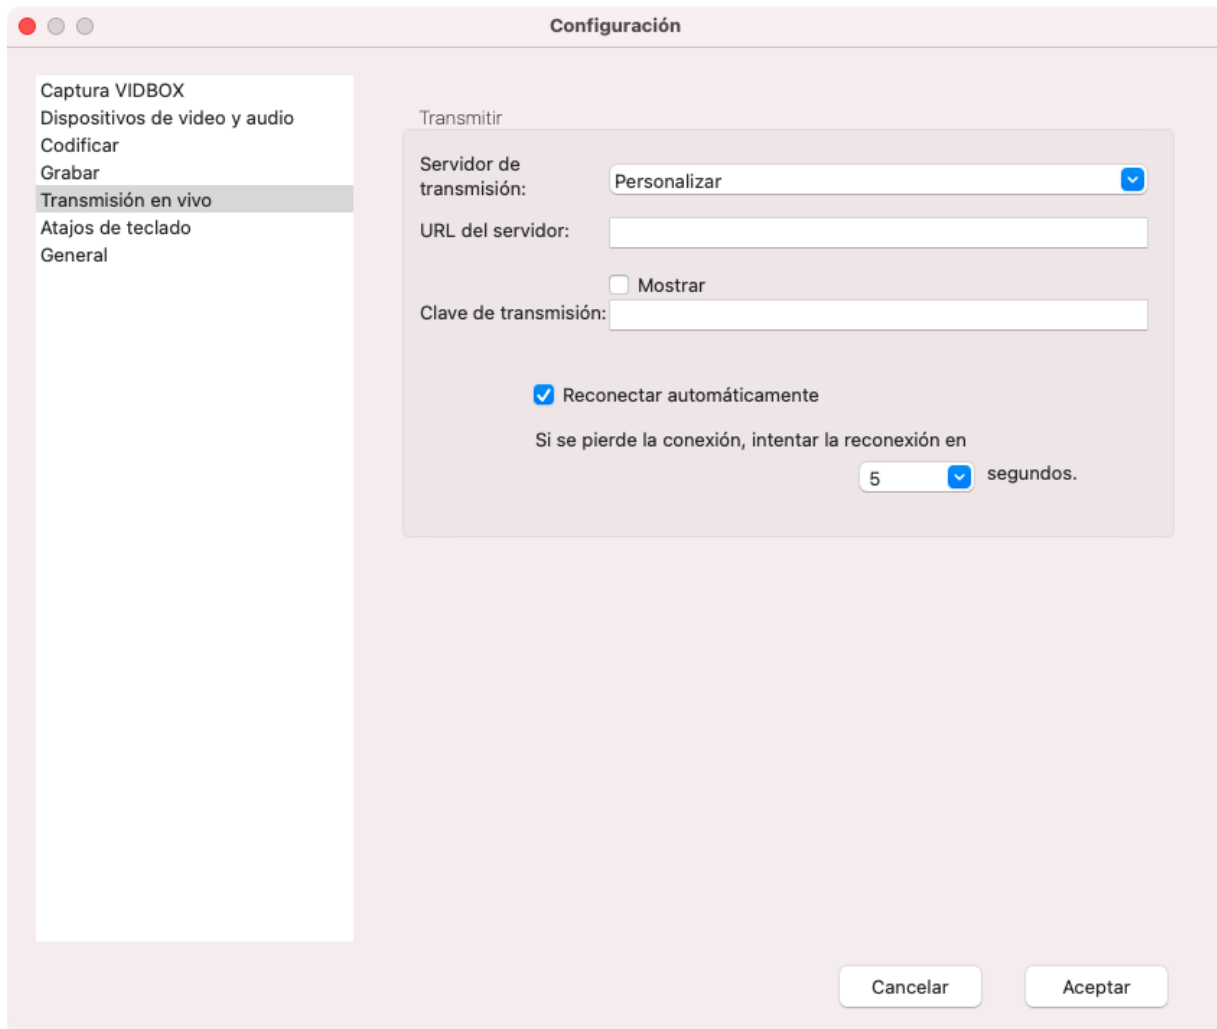 Configuración
Captura VIDBOX
Dispositivos de video y audio
Codificar
Grabar
Transmisión en vivo
Atajos de teclado
General
Transmitir
Servidor de
transmisión:
Personalizar
URL del servidor:
Mostrar
Clave de transmisión:
Reconectar automáticamente
Si se pierde la conexión, intentar la reconexión en
5 segundos.
Cancelar
Aceptar